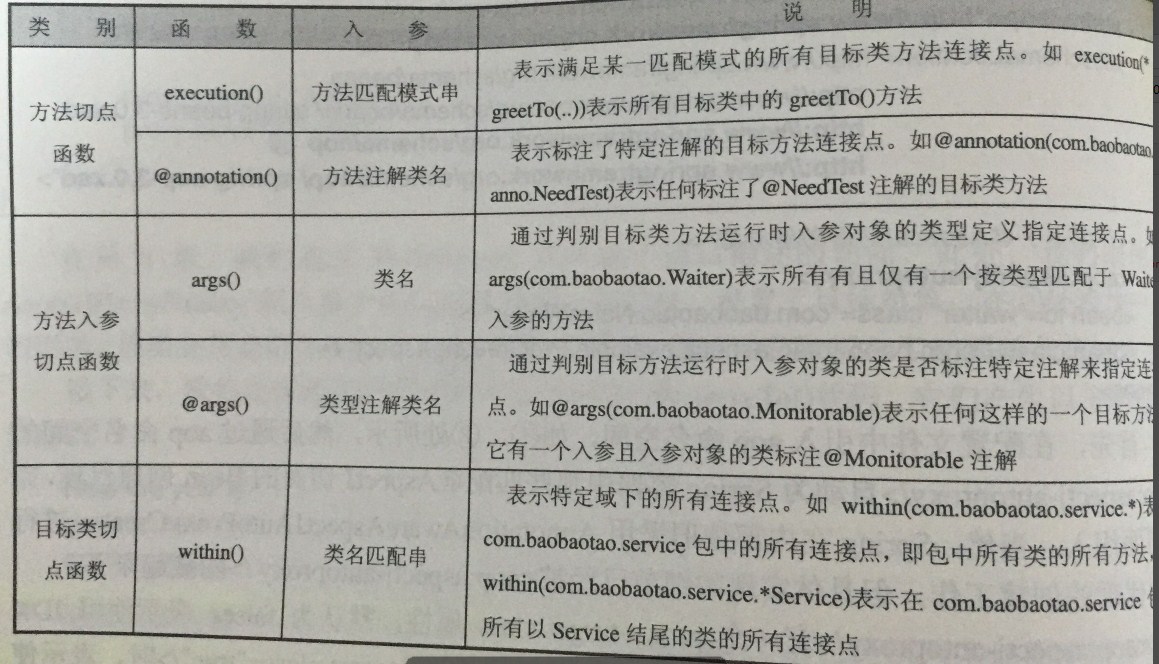 类 别 函 数 入 参 说 明
方法切点
函数
execution()
方法匹配模式串
表示满足某一匹配模式的所有目标类方法连接点。如 execution(*
greetTo(..))表示所有目标类中的 greetTo()方法
@annotation()
方法注解类名
表示标注了特定注解的目标方法连接点。如@annotation(com.baobaotao.
anno.NeedTest)表示任何标注了@NeedTest 注解的目标类方法
方法入参
切点函数
args()
类名
通过判别目标类方法运行时入参对象的类型定义指定连接点。如
args(com.baobaotao.Waiter)表示所有有且仅有一个按类型匹配于 Waite
入参的方法
@args()
类型注解类名
通过判别目标方法运行时入参对象的类是否标注特定注解来指定连
点。如@args(com.baobaotao.Monitorable)表示任何这样的一个目标方法
它有一个入参且入参对象的类标注@Monitorable 注解
目标类切
点函数
within()
类名匹配串
表示特定域下的所有连接点。如 within(com.baobaotao.service.*)表
com.baobaotao.service 包中的所有连接点，即包中所有类的所有方法，
within(com.baobaotao.service.*Service)表示在 com.baobaotao.service
所有以 Service 结尾的类的所有连接点